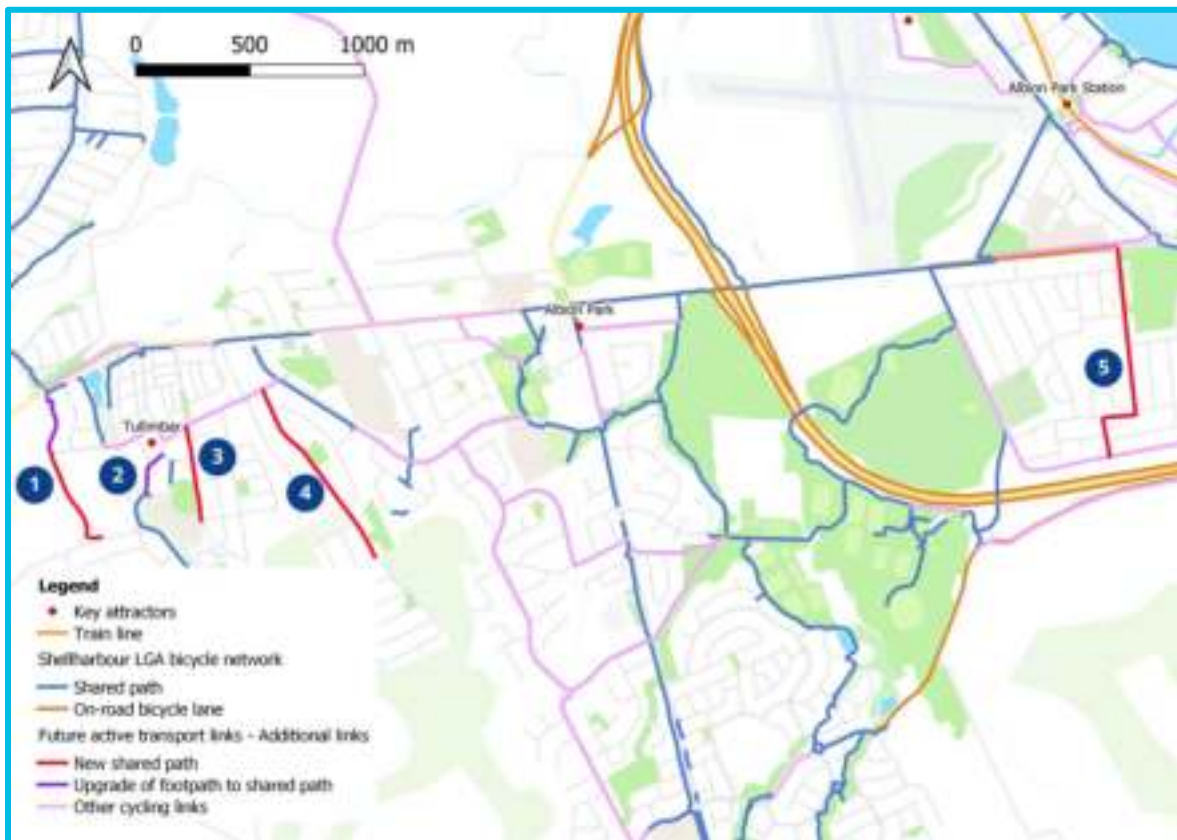 0 500 1000 m
Albion Park Station
Albion Park
5
Tullimbar
1
2
3
4
Legend
Key attractors
Train line
Shellharbour LGA bicycle network
Shared path
On-road bicycle lane
Future active transport links - Additional links
New shared path
Upgrade of footpath to shared path
Other cycling links